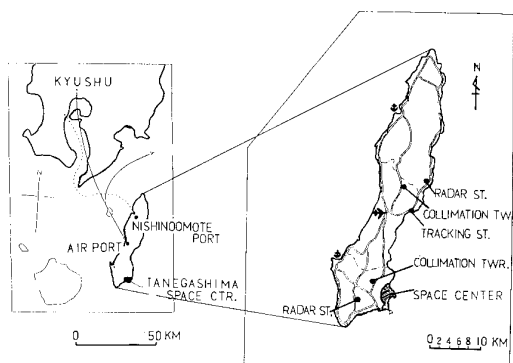 KYUSHU
NISHINOOMOTE
PORT
AIR PORT
TANEGASHIMA
SPACE CTR.
0 50 KM
N
RADAR ST.
COLLIMATION TW
TRACKING ST.
COLLIMATION TWR.
SPACE CENTER
RADAR ST.
0 2 4 6 8 10 KM